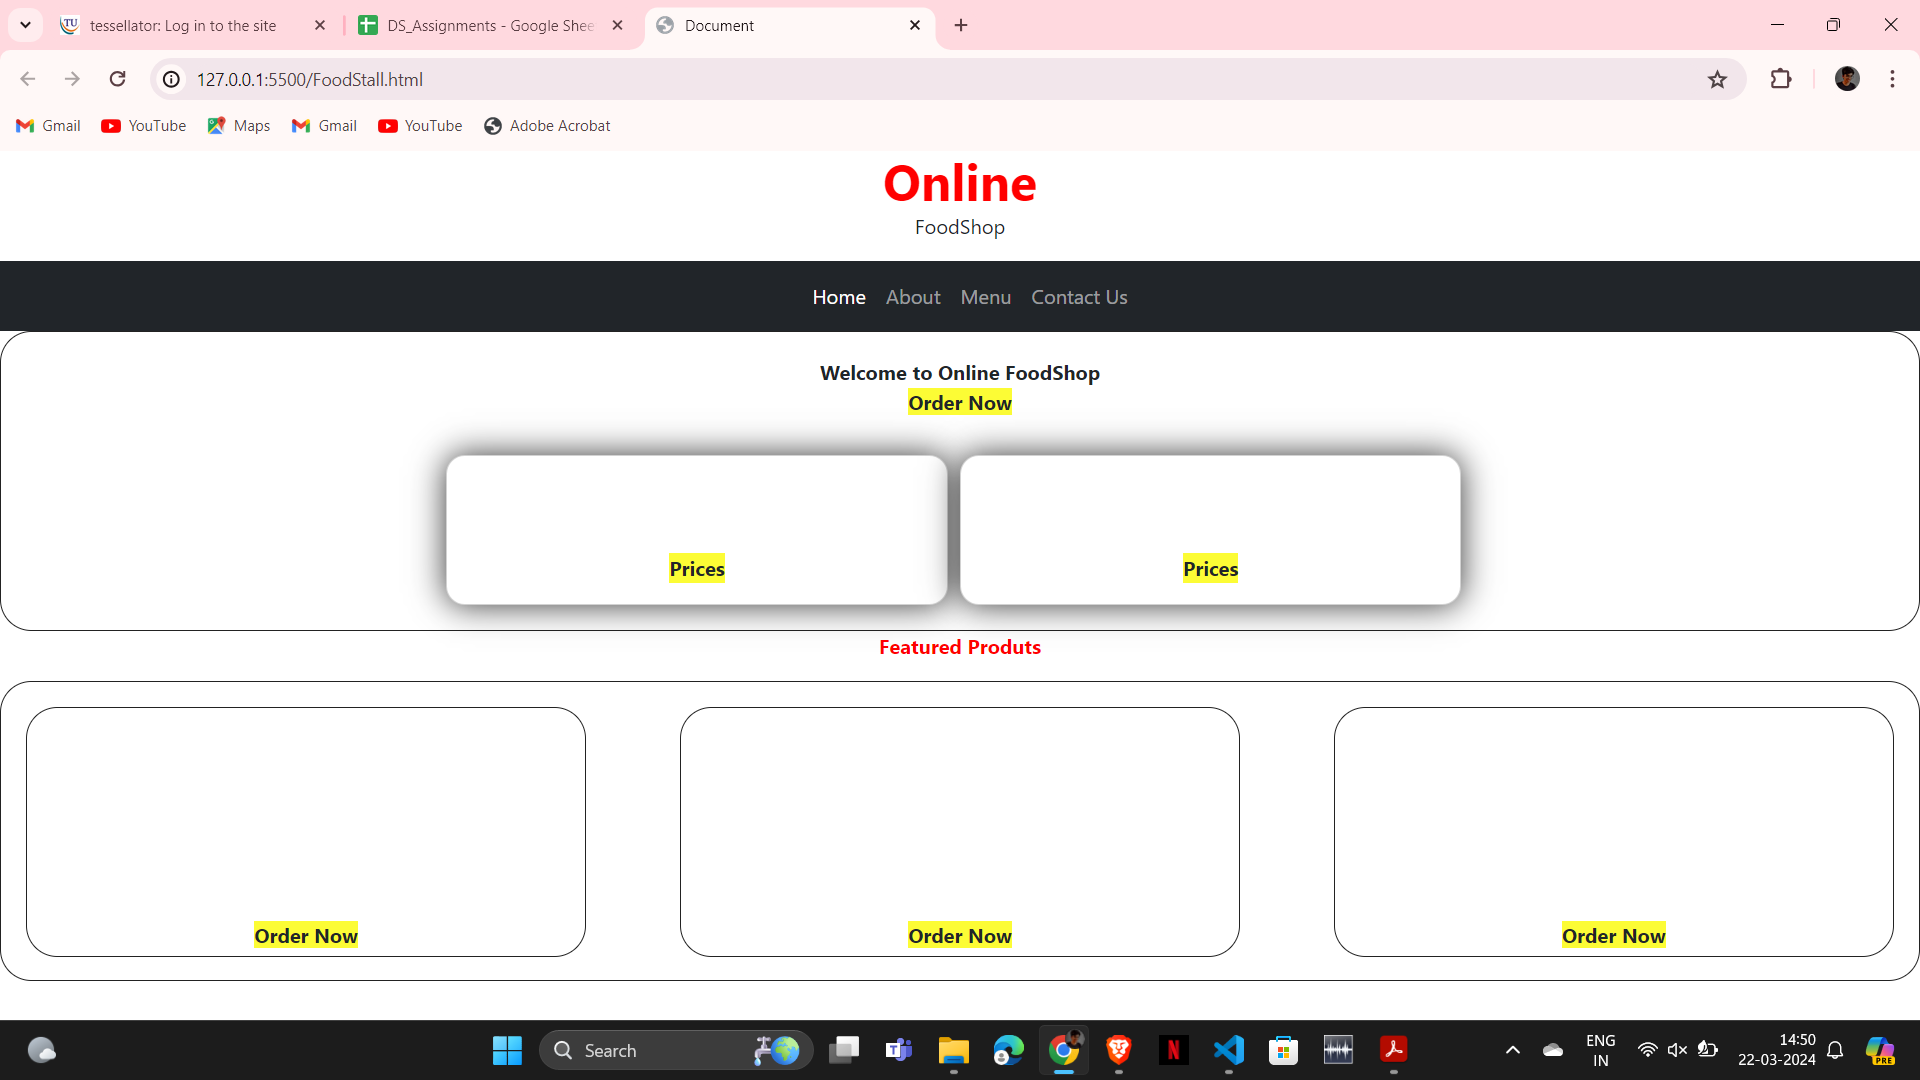 tessellator: Log in to the site
DS_Assignments - Google Shee
Document
127.0.0.1:5500/FoodStall.html
Gmail YouTube Maps Gmail YouTube Adobe Acrobat
Online
FoodShop
Home About Menu Contact Us
Welcome to Online FoodShop
Order Now
Prices Prices
Featured Produts
Order Now Order Now Order Now
Search
ENG
IN
14:50
22-03-2024
PRE